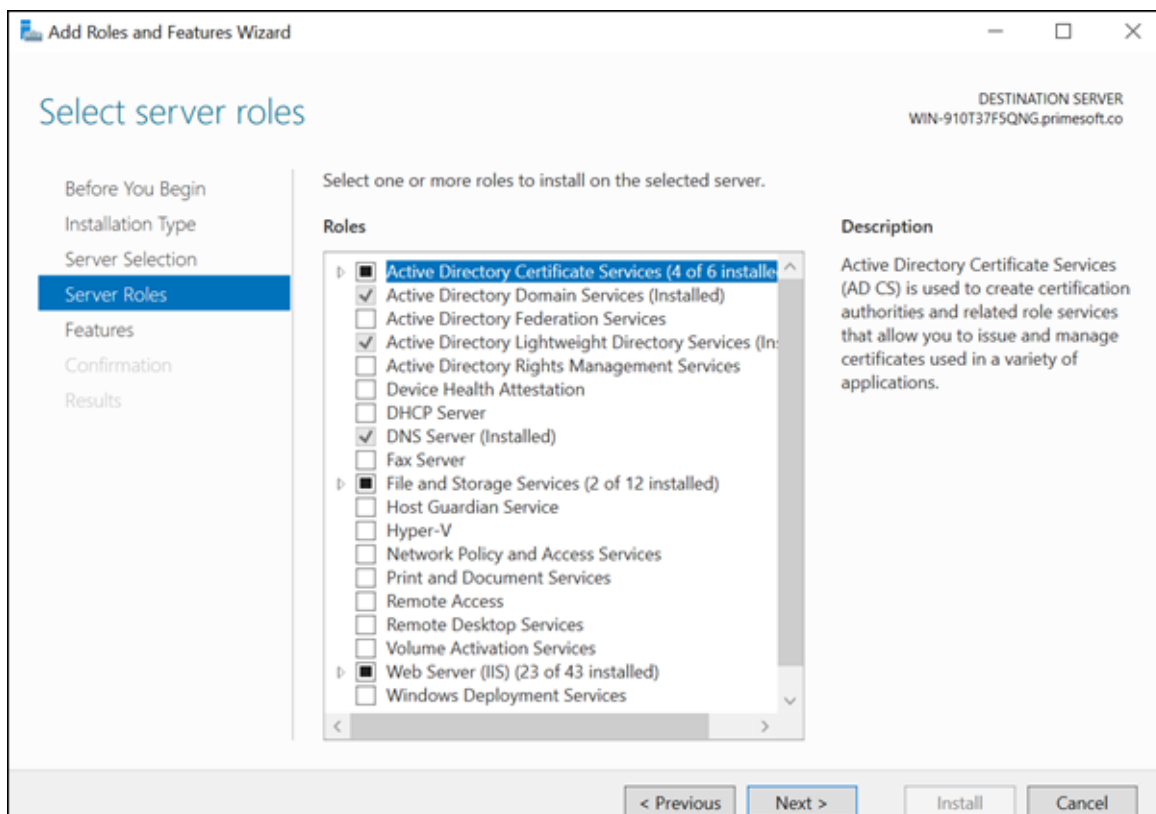 Add Roles and Features Wizard
Select server roles
DESTINATION SERVER
WIN-910T37F5QNG.primesoft.co
Before You Begin
Installation Type
Server Selection
Server Roles
Features
Confirmation
Results
Select one or more roles to install on the selected server.
Roles
Active Directory Certificate Services (4 of 6 installe
Active Directory Domain Services (Installed)
Active Directory Federation Services
Active Directory Lightweight Directory Services (In
Active Directory Rights Management Services
Device Health Attestation
DHCP Server
DNS Server (Installed)
Fax Server
File and Storage Services (2 of 12 installed)
Host Guardian Service
Hyper-V
Network Policy and Access Services
Print and Document Services
Remote Access
Remote Desktop Services
Volume Activation Services
Web Server (IIS) (23 of 43 installed)
Windows Deployment Services
Description
Active Directory Certificate Services
(AD CS) is used to create certification
authorities and related role services
that allow you to issue and manage
certificates used in a variety of
applications.
< Previous
Next >
Install
Cancel